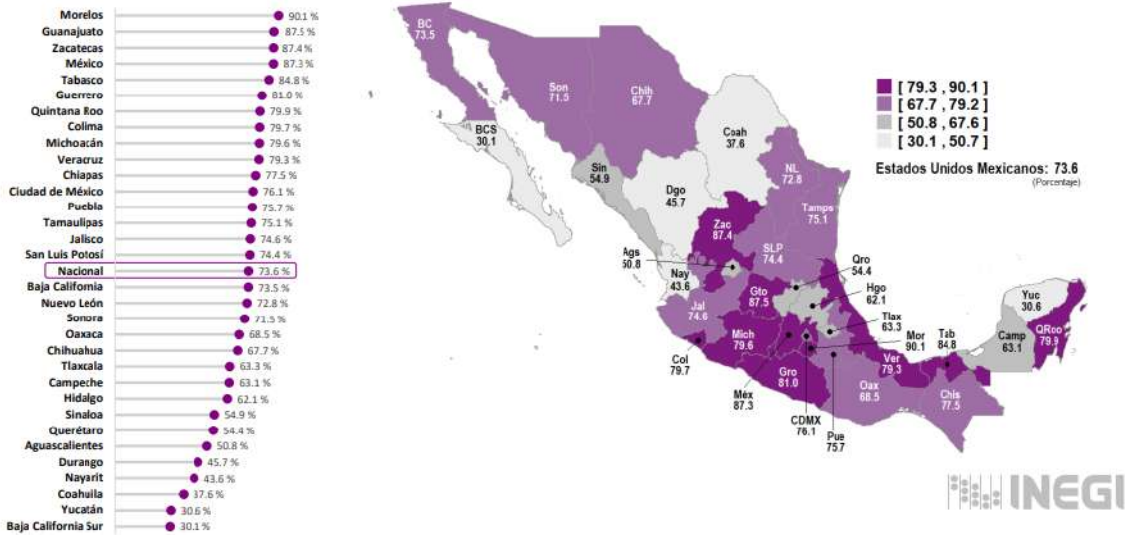 Morelos 90.1 %
Guanajuato 87.5 %
Zacatecas 87.4 %
México 87.3 %
Tabasco 84.8 %
Guerrero 81.0 %
Quintana Roo 79.9 %
Colima 79.7 %
Michoacán 79.6 %
Veracruz 79.3 %
Chiapas 77.5 %
Ciudad de México 76.1 %
Puebla 75.7 %
Tamaulipas 75.1 %
Jalisco 74.6 %
San Luis Potosí 74.4 %
Nacional 73.6 %
Baja California 73.5 %
Nuevo León 72.8 %
Sonora 71.5 %
Oaxaca 68.5 %
Chihuahua 67.7 %
Tlaxcala 63.3 %
Campeche 63.1 %
Hidalgo 62.1 %
Sinaloa 54.9 %
Querétaro 54.4 %
Aguascalientes 50.8 %
Durango 45.7 %
Nayarit 43.6 %
Coahuila 37.6 %
Yucatán 30.6 %
Baja California Sur 30.1 %
BC
73.5
Son
71.5
Chih
67.7
BCS
30.1
Coah
37.6
Sin
54.9
Dgo
45.7
NL
72.8
Tamps
75.1
Zac
87.4
SLP
74.4
Ags
50.8
Nay
43.6
Qro
54.4
Hgo
62.1
Gto
87.5
Jal
74.6
Tlax
63.3
Mich
79.6
Mor
90.1
Tab
84.8
Yuc
30.6
Camp
63.1
QRoo
79.9
Col
79.7
Méx
87.3
Gro
81.0
Ver
79.3
Oax
68.5
Chis
77.5
CDMX
76.1
Pue
75.7
[ 79.3 , 90.1 ]
[ 67.7 , 79.2 ]
[ 50.8 , 67.6 ]
[ 30.1 , 50.7 ]
Estados Unidos Mexicanos: 73.6
(Porcentaje)
INEGI